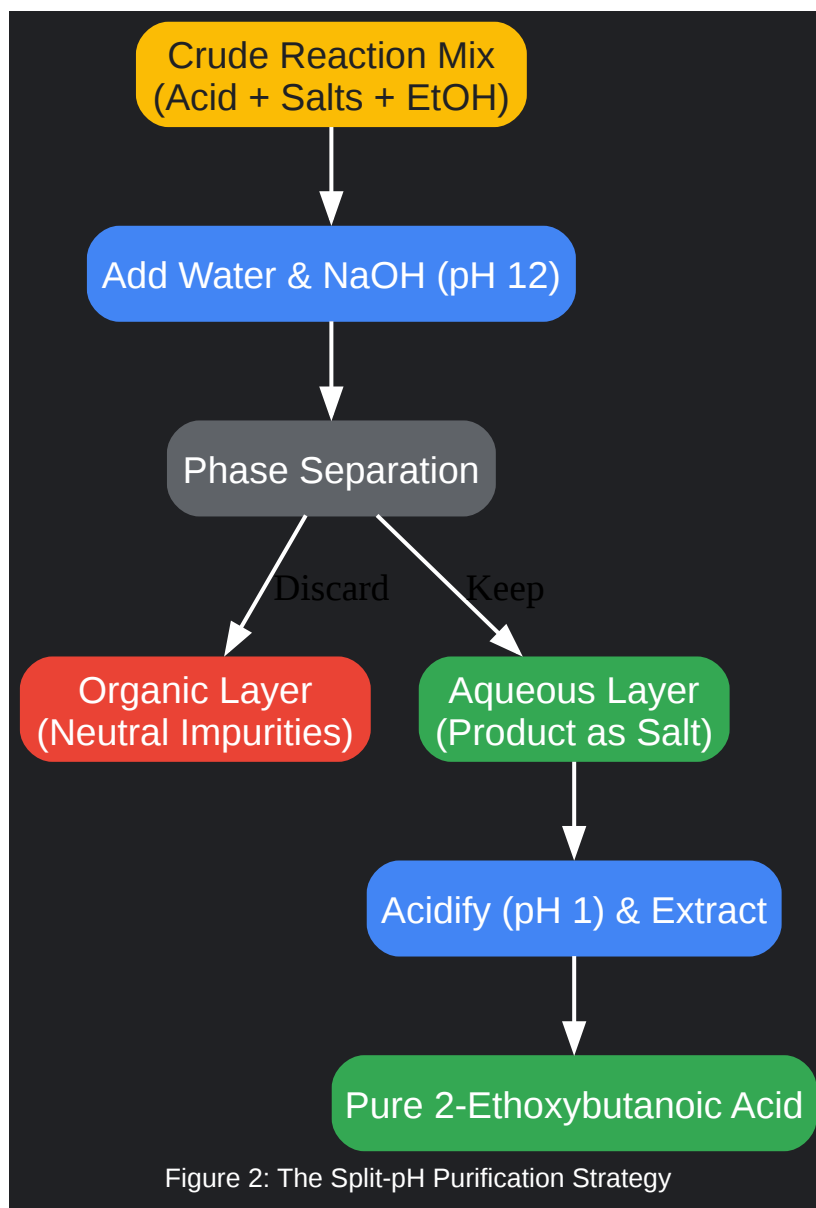 Crude Reaction Mix
(Acid + Salts + EtOH)
Add Water & NaOH (pH 12)
Phase Separation
Discard
Keep
Organic Layer
(Neutral Impurities)
Aqueous Layer
(Product as Salt)
Acidify (pH 1) & Extract
Pure 2-Ethoxybutanoic Acid
Figure 2: The Split-pH Purification Strategy